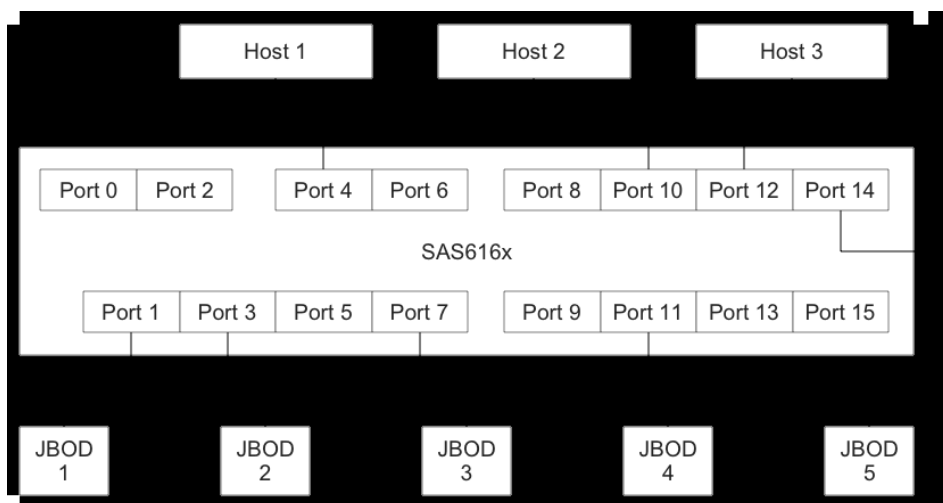 Host 1
Host 2
Host 3
Port 0
Port 2
Port 4
Port 6
Port 8
Port 10
Port 12
Port 14
SAS616x
Port 1
Port 3
Port 5
Port 7
Port 9
Port 11
Port 13
Port 15
JBOD
1
JBOD
2
JBOD
3
JBOD
4
JBOD
5